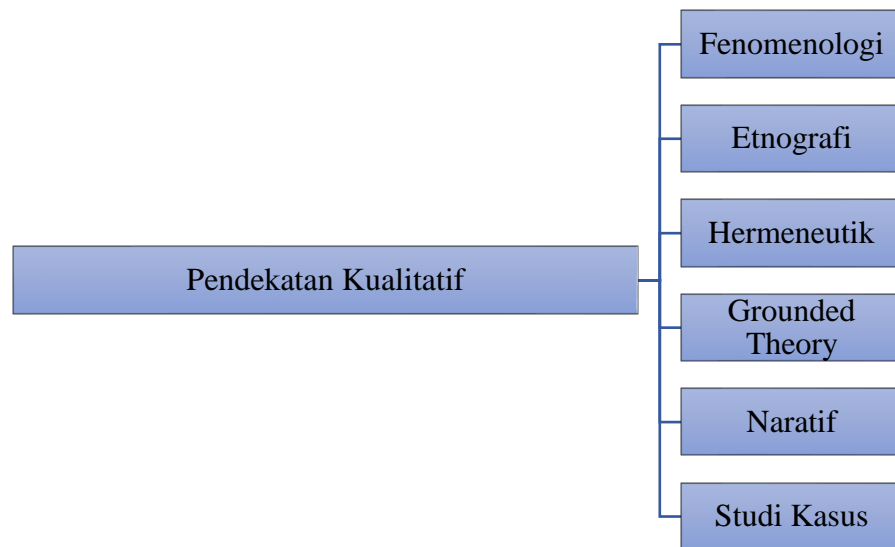 Fenomenologi
Etnografi
Hermeneutik
Pendekatan Kualitatif
Grounded
Theory
Naratif
Studi Kasus